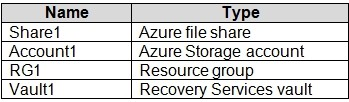 Name Type
Share1 Azure file share
Account1 Azure Storage account
RG1 Resource group
Vault1 Recovery Services vault